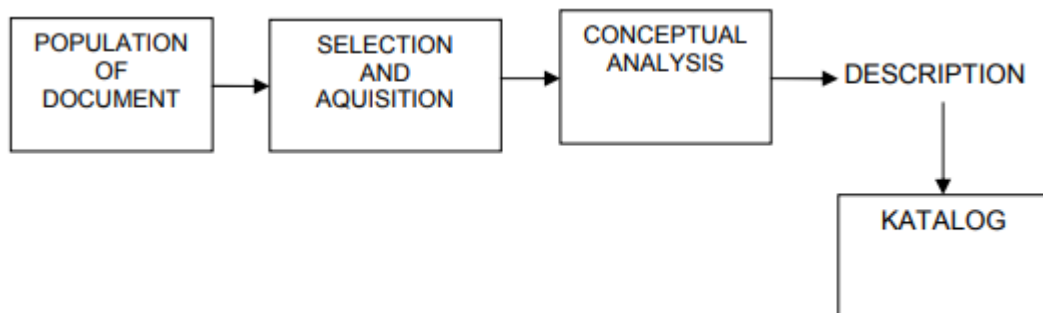 POPULATION
OF
DOCUMENT
SELECTION
AND
AQUISITION
CONCEPTUAL
ANALYSIS
DESCRIPTION
KATALOG